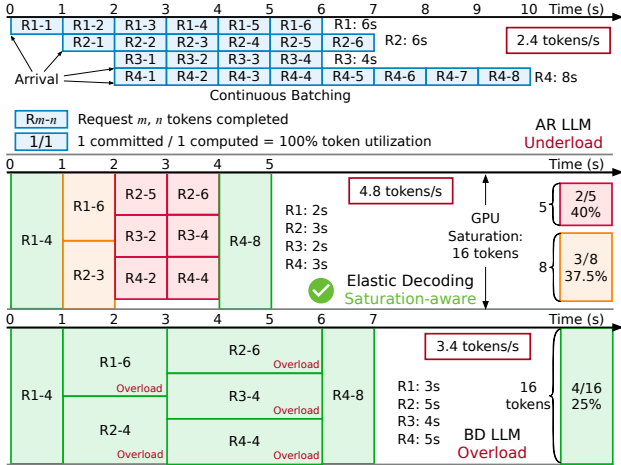 0 1 2 3 4 5 6 7 8 9 10 Time (s)
R1-1 R1-2 R1-3 R1-4 R1-5 R1-6 R1: 6s
R2-1 R2-2 R2-3 R2-4 R2-5 R2-6 R2: 6s
2.4 tokens/s
R3-1 R3-2 R3-3 R3-4 R3: 4s
Arrival
R4-1 R4-2 R4-3 R4-4 R4-5 R4-6 R4-7 R4-8 R4: 8s
Continuous Batching
Rm-n Request m, n tokens completed
1/1 1 committed / 1 computed = 100% token utilization
AR LLM
Underload
0 1 2 3 4 5 Time (s)
4.8 tokens/s
R1-4
R1-6
R2-3
R2-5 R2-6
R3-2 R3-4
R4-2 R4-4
R4-8
R1: 2s
R2: 3s
R3: 2s
R4: 3s
GPU
Saturation:
16 tokens
5
2/5
40%
8
3/8
37.5%
Elastic Decoding
Saturation-aware
0 1 2 3 4 5 6 7 Time (s)
3.4 tokens/s
R1-4
R1-6
Overload
R2-4
Overload
R2-6
Overload
R3-4
Overload
R4-4
Overload
R4-8
R1: 3s
R2: 5s
R3: 4s
R4: 5s
16
tokens
4/16
25%
BD LLM
Overload